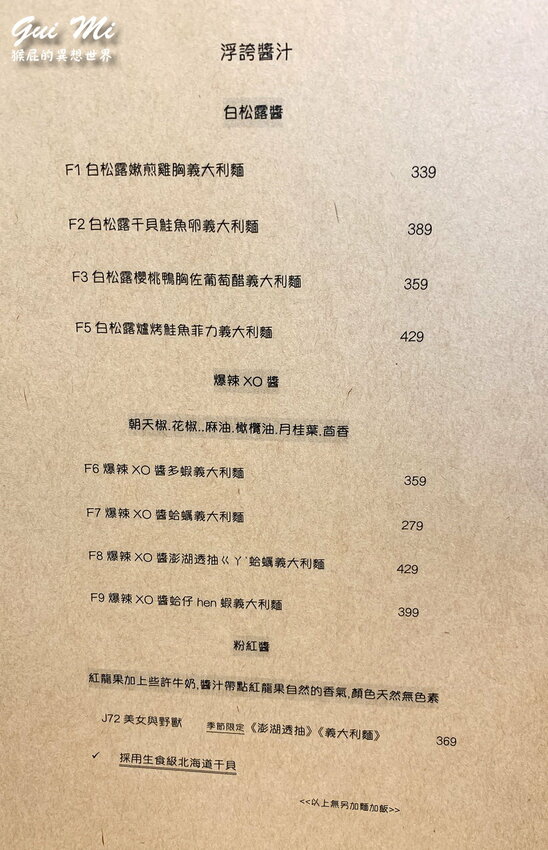 Gui Mi
猴屁的異想世界
浮誇醬汁
白松露醬
F1 白松露嫩煎雞胸義大利麵 339
F2 白松露干貝鮭魚卵義大利麵 389
F3 白松露櫻桃鴨胸佐葡萄醋義大利麵 359
F5 白松露爐烤鮭魚菲力義大利麵 429
爆辣 XO 醬
朝天椒.花椒..麻油.橄欖油.月桂葉.茴香
F6 爆辣 XO 醬多蝦義大利麵 359
F7 爆辣 XO 醬蛤蠣義大利麵 279
F8 爆辣 XO 醬澎湖透抽ㄍㄚˊ蛤蠣義大利麵 429
F9 爆辣 XO 醬蛤仔 hen 蝦義大利麵 399
粉紅醬
紅龍果加上些許牛奶,醬汁帶點紅龍果自然的香氣,顏色天然無色素
J72 美女與野獸 季節限定《澎湖透抽》《義大利麵》 369
✓ 採用生食級北海道干貝
<<以上無另加麵加飯>>